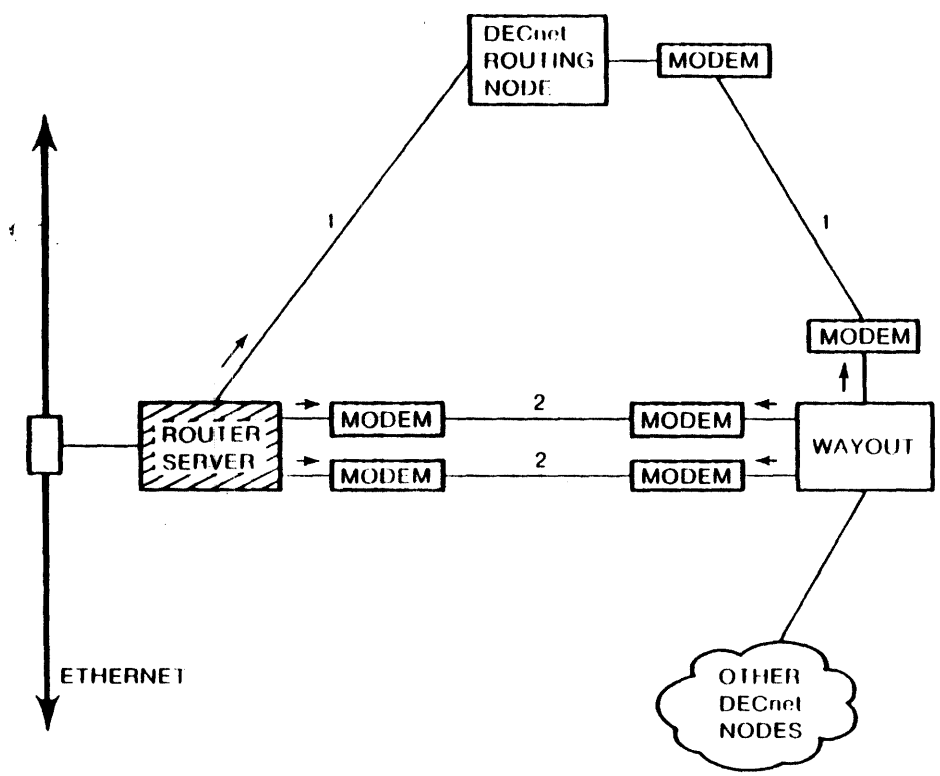 DECnet
ROUTING
NODE
MODEM
1
1
MODEM
ROUTER
SERVER
MODEM
2
MODEM
WAYOUT
MODEM
2
MODEM
ETHERNET
OTHER
DECnet
NODES